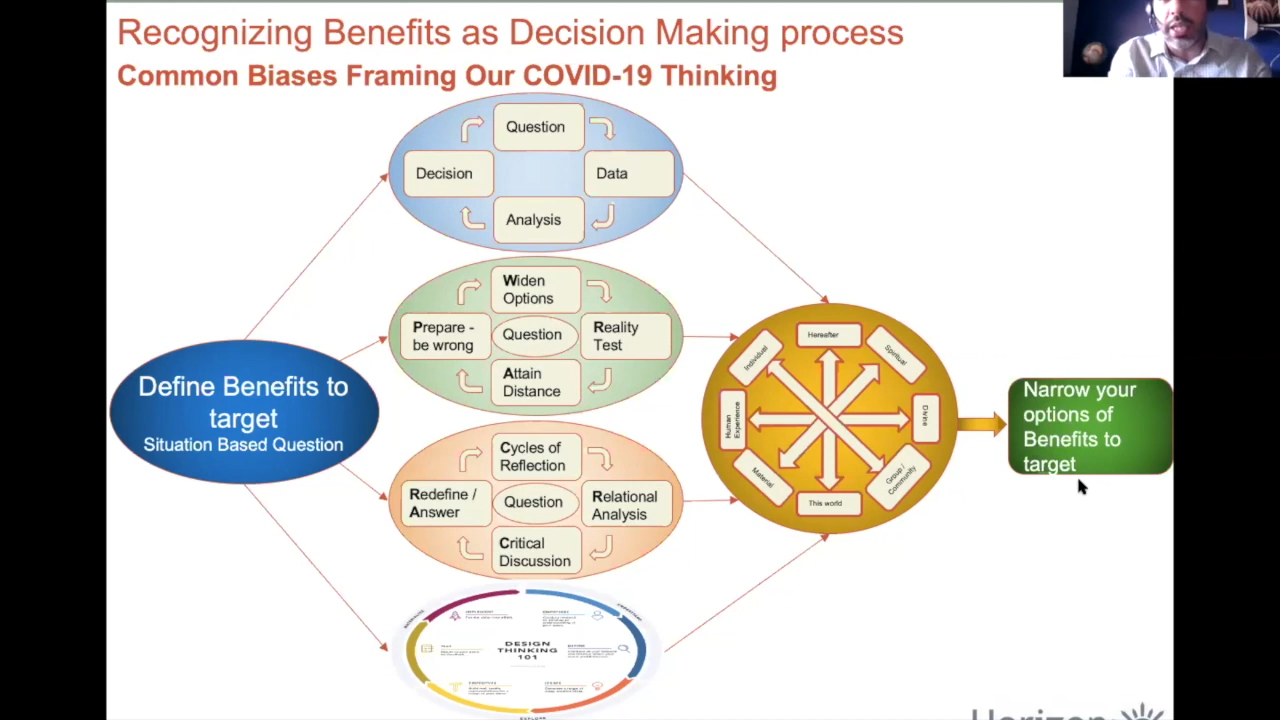 Recognizing Benefits as Decision Making process
Common Biases Framing Our COVID-19 Thinking
Question
Decision
Data
Analysis
Widen
Options
Prepare -
be wrong
Question
Reality
Test
Attain
Distance
Define Benefits to
target
Situation Based Question
Cycles of
Reflection
Redefine /
Answer
Question
Relational
Analysis
Critical
Discussion
DESIGN
THINKING
101
Hereafter
Individual
Spiritual
Human
Experience
Divine
Material
Group /
Community
This world
Narrow your
options of
Benefits to
target
Horizon